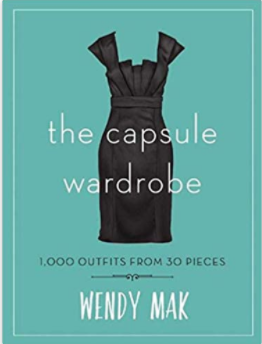 the capsule
wardrobe
1,000 OUTFITS FROM 30 PIECES
WENDY MAK